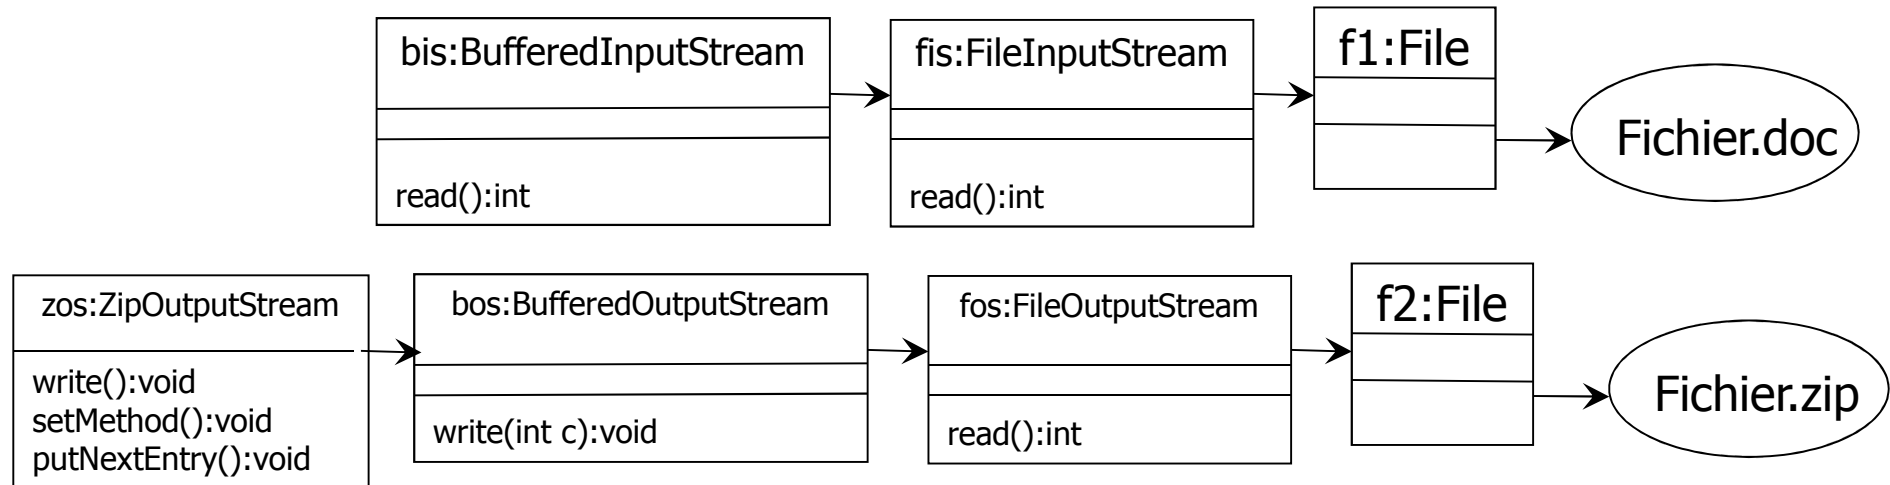 bis:BufferedInputStream
read():int
fis:FileInputStream
read():int
f1:File
Fichier.doc
zos:ZipOutputStream
write():void
setMethod():void
putNextEntry():void
bos:BufferedOutputStream
write(int c):void
fos:FileOutputStream
read():int
f2:File
Fichier.zip